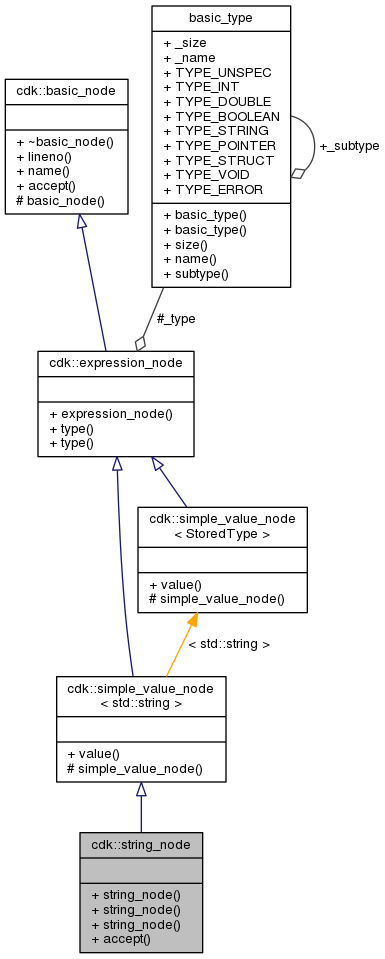 basic_type
+ _size
+ _name
+ TYPE_UNSPEC
+ TYPE_INT
+ TYPE_DOUBLE
+ TYPE_BOOLEAN
+ TYPE_STRING
+ TYPE_POINTER
+ TYPE_STRUCT
+ TYPE_VOID
+ TYPE_ERROR
+ basic_type()
+ basic_type()
+ size()
+ name()
+ subtype()
+_subtype
cdk::basic_node
+ ~basic_node()
+ lineno()
+ name()
+ accept()
# basic_node()
#_type
cdk::expression_node
+ expression_node()
+ type()
+ type()
cdk::simple_value_node
< StoredType >
+ value()
# simple_value_node()
< std::string >
cdk::simple_value_node
< std::string >
+ value()
# simple_value_node()
cdk::string_node
+ string_node()
+ string_node()
+ string_node()
+ accept()